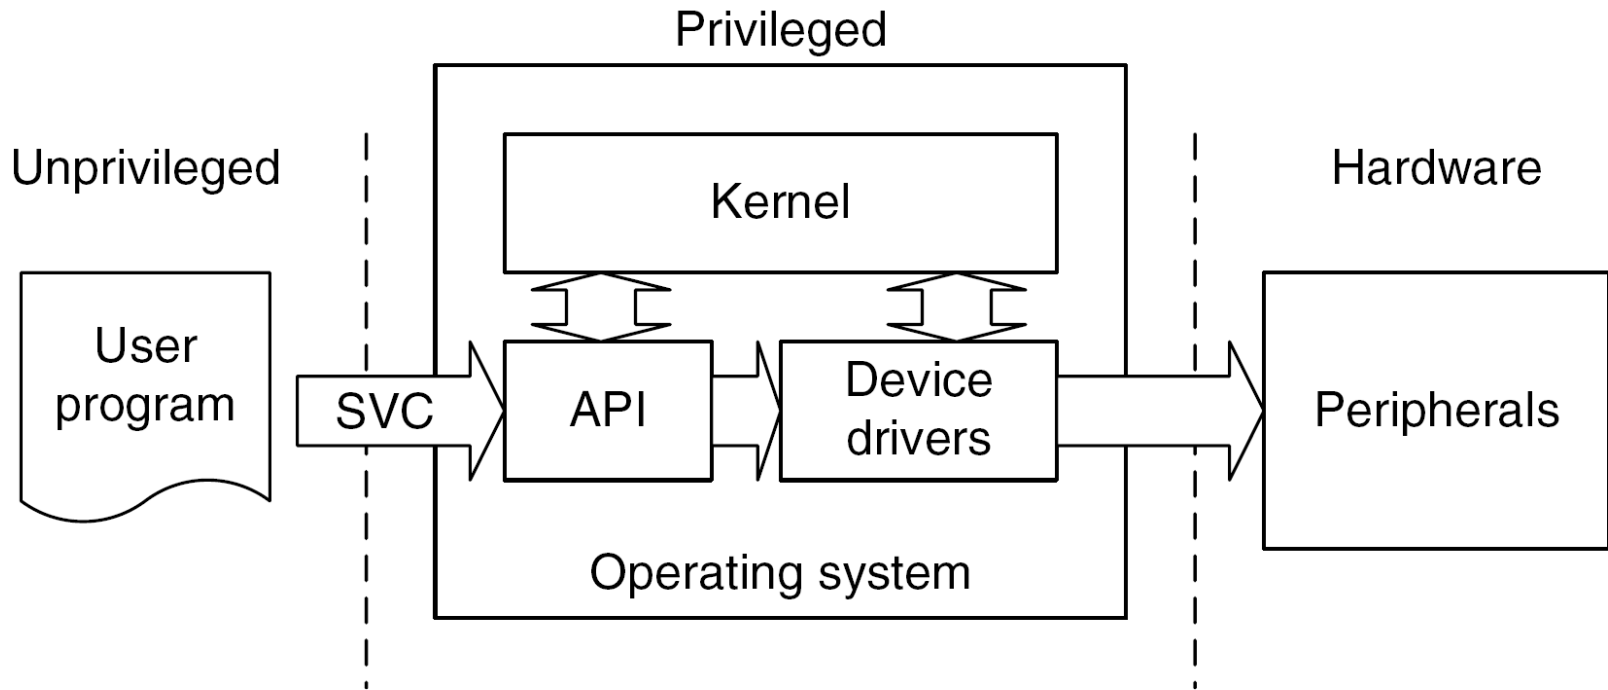 Privileged
Unprivileged
Hardware
Kernel
User
program
SVC
API
Device
drivers
Peripherals
Operating system